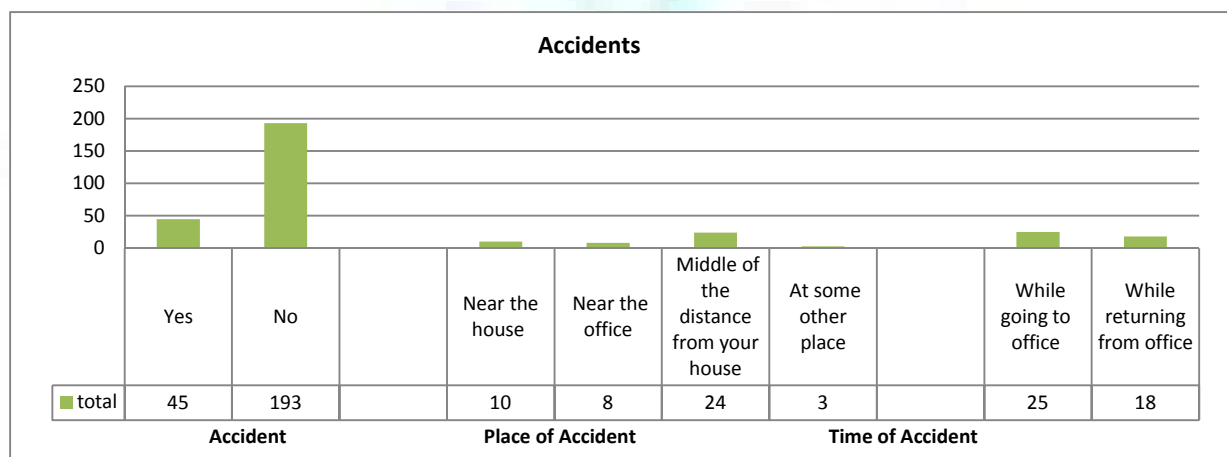 Accidents
250
200
150
100
50
0
Yes
No
Near the
house
Near the
office
Middle of
the
distance
from your
house
At some
other
place
While
going to
office
While
returning
from office
total 45 193 10 8 24 3 25 18
Accident Place of Accident Time of Accident